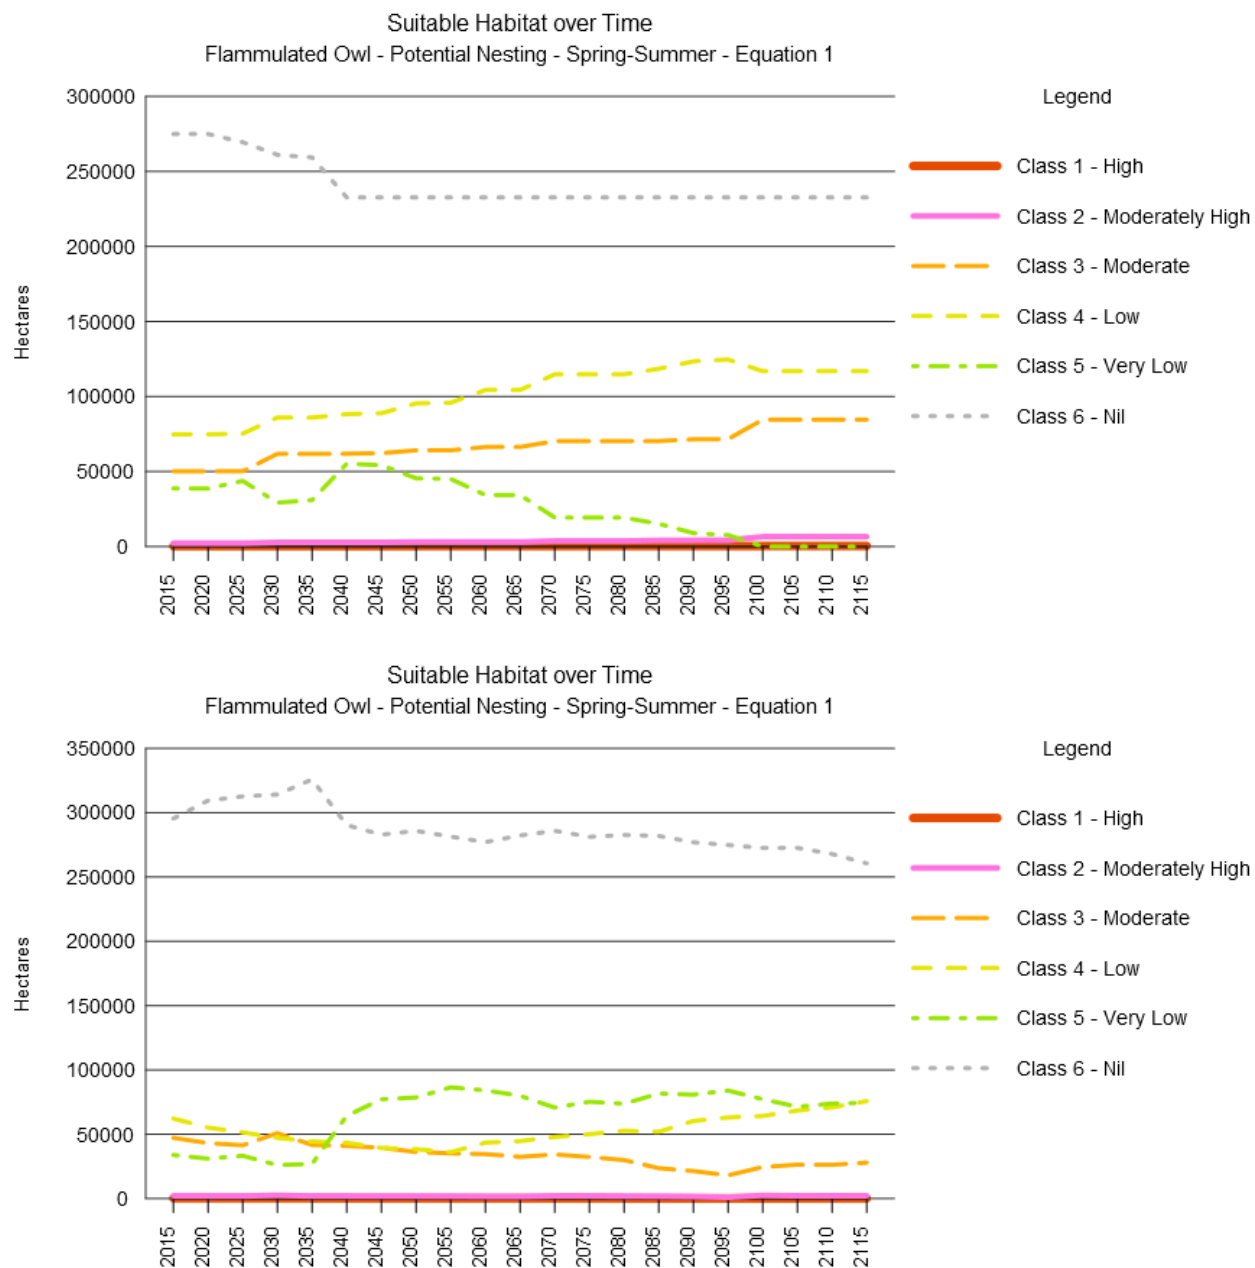 Suitable Habitat over Time
Flammulated Owl - Potential Nesting - Spring-Summer - Equation 1
Hectares
300000
250000
200000
150000
100000
50000
0
2015
2020
2025
2030
2035
2040
2045
2050
2055
2060
2065
2070
2075
2080
2085
2090
2095
2100
2105
2110
2115
Legend
Class 1 - High
Class 2 - Moderately High
Class 3 - Moderate
Class 4 - Low
Class 5 - Very Low
Class 6 - Nil
Suitable Habitat over Time
Flammulated Owl - Potential Nesting - Spring-Summer - Equation 1
Hectares
350000
300000
250000
200000
150000
100000
50000
0
2015
2020
2025
2030
2035
2040
2045
2050
2055
2060
2065
2070
2075
2080
2085
2090
2095
2100
2105
2110
2115
Legend
Class 1 - High
Class 2 - Moderately High
Class 3 - Moderate
Class 4 - Low
Class 5 - Very Low
Class 6 - Nil